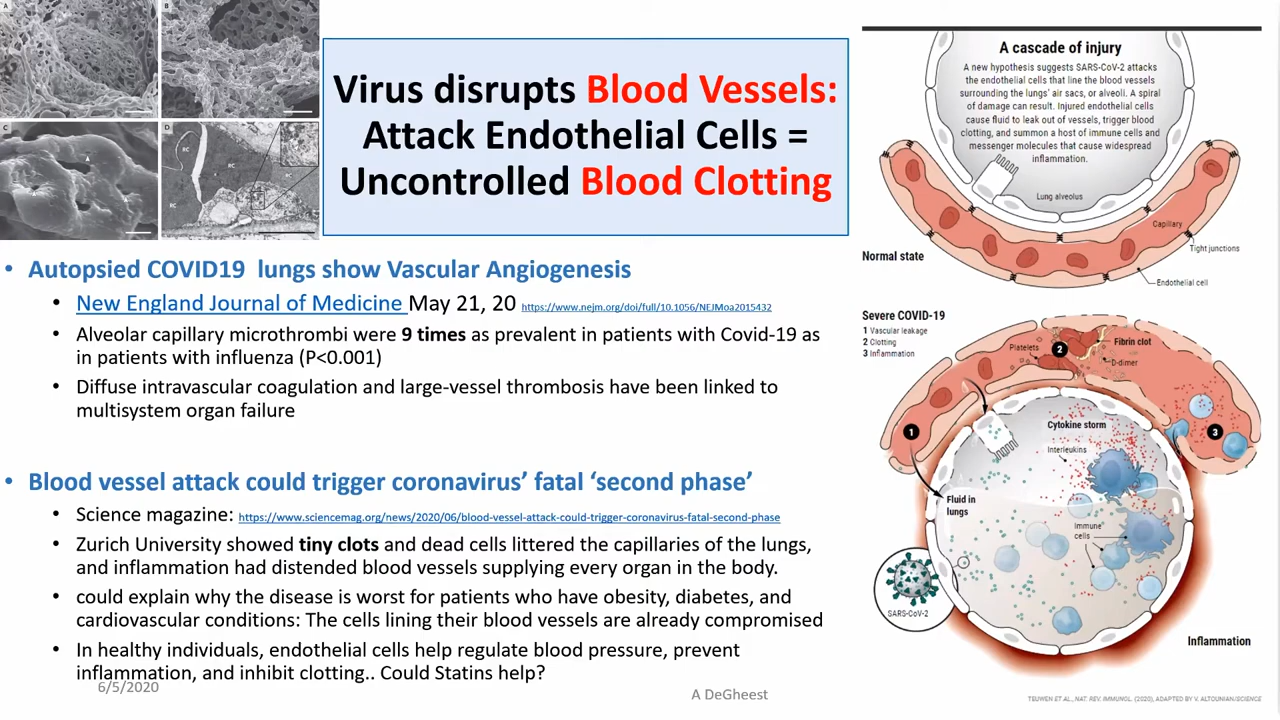 A
B
C
D
RC
RC
RC
RC
Virus disrupts Blood Vessels:
Attack Endothelial Cells =
Uncontrolled Blood Clotting
• Autopsied COVID19 lungs show Vascular Angiogenesis
• New England Journal of Medicine May 21, 20 https://www.nejm.org/doi/full/10.1056/NEJMoa2015432
• Alveolar capillary microthrombi were 9 times as prevalent in patients with Covid-19 as
in patients with influenza (P<0.001)
• Diffuse intravascular coagulation and large-vessel thrombosis have been linked to
multisystem organ failure
• Blood vessel attack could trigger coronavirus’ fatal ‘second phase’
• Science magazine: https://www.sciencemag.org/news/2020/06/blood-vessel-attack-could-trigger-coronavirus-fatal-second-phase
• Zurich University showed tiny clots and dead cells littered the capillaries of the lungs,
and inflammation had distended blood vessels supplying every organ in the body.
• could explain why the disease is worst for patients who have obesity, diabetes, and
cardiovascular conditions: The cells lining their blood vessels are already compromised
• In healthy individuals, endothelial cells help regulate blood pressure, prevent
inflammation, and inhibit clotting.. Could Statins help?
6/5/2020
A DeGheest
A cascade of injury
A new hypothesis suggests SARS-CoV-2 attacks
the endothelial cells that line the blood vessels
surrounding the lungs' air sacs, or alveoli. A spiral
of damage can result. Injured endothelial cells
cause fluid to leak out of vessels, trigger blood
clotting, and summon a host of immune cells and
messenger molecules that cause widespread
inflammation.
Lung alveolus
Capillary
Tight junctions
Normal state
Endothelial cell
Severe COVID-19
1 Vascular leakage
2 Clotting
3 Inflammation
Platelets
2
Fibrin clot
D-dimer
1
3
Cytokine storm
Interleukins
Fluid in
lungs
Immune
cells
SARS-CoV-2
Inflammation
TEUWEN ET AL., NAT. REV. IMMUNOL. (2020), ADAPTED BY V. ALTOUNIAN/SCIENCE